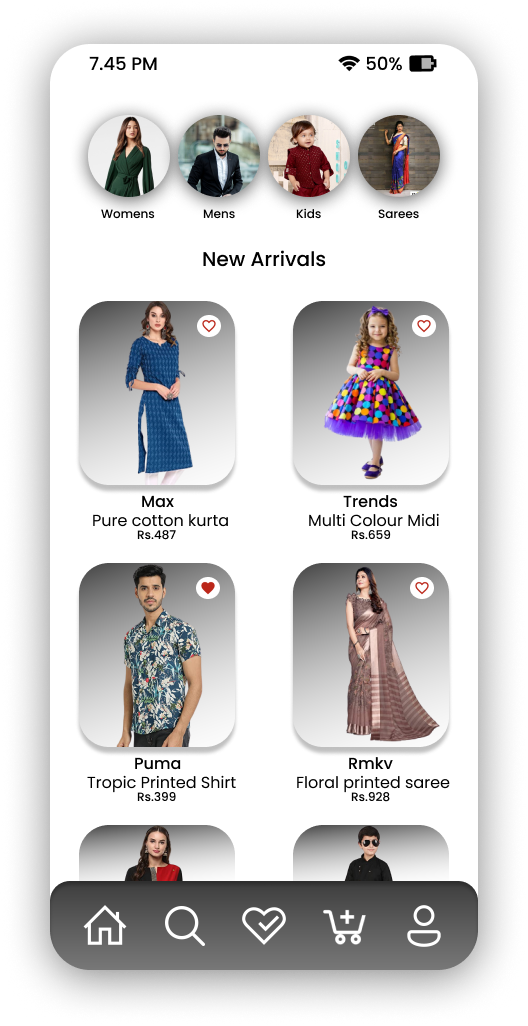 7.45 PM 50%
Womens Mens Kids Sarees
New Arrivals
Max Trends
Pure cotton kurta Multi Colour Midi
Rs.487 Rs.659
Puma Rmkv
Tropic Printed Shirt Floral printed saree
Rs.399 Rs.928